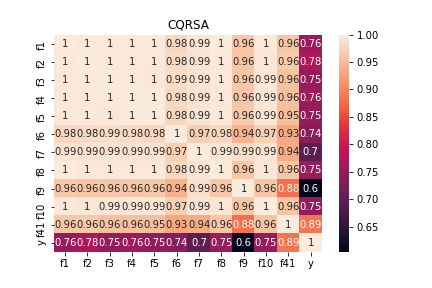 CQRSA
f1 1 1 1 1 1 0.98 0.99 1 0.96 1 0.96 0.76
f2 1 1 1 1 1 0.98 0.99 1 0.96 1 0.96 0.78
f3 1 1 1 1 1 0.99 0.99 1 0.96 0.99 0.96 0.75
f4 1 1 1 1 1 0.98 0.99 1 0.96 0.99 0.96 0.76
f5 1 1 1 1 1 0.98 0.99 1 0.96 0.99 0.95 0.75
f6 0.98 0.98 0.99 0.98 0.98 1 0.97 0.98 0.94 0.97 0.93 0.74
f7 0.99 0.99 0.99 0.99 0.99 0.97 1 0.99 0.99 0.99 0.94 0.7
f8 1 1 1 1 1 0.98 0.99 1 0.96 1 0.96 0.75
f9 0.96 0.96 0.96 0.96 0.96 0.94 0.99 0.96 1 0.96 0.88 0.6
f10 1 1 0.99 0.99 0.99 0.97 0.99 1 0.96 1 0.96 0.75
f41 0.96 0.96 0.96 0.96 0.95 0.93 0.94 0.96 0.88 0.96 1 0.89
y 0.76 0.78 0.75 0.76 0.75 0.74 0.7 0.75 0.6 0.75 0.89 1
f1 f2 f3 f4 f5 f6 f7 f8 f9 f10 f41 y
1.00
0.95
0.90
0.85
0.80
0.75
0.70
0.65